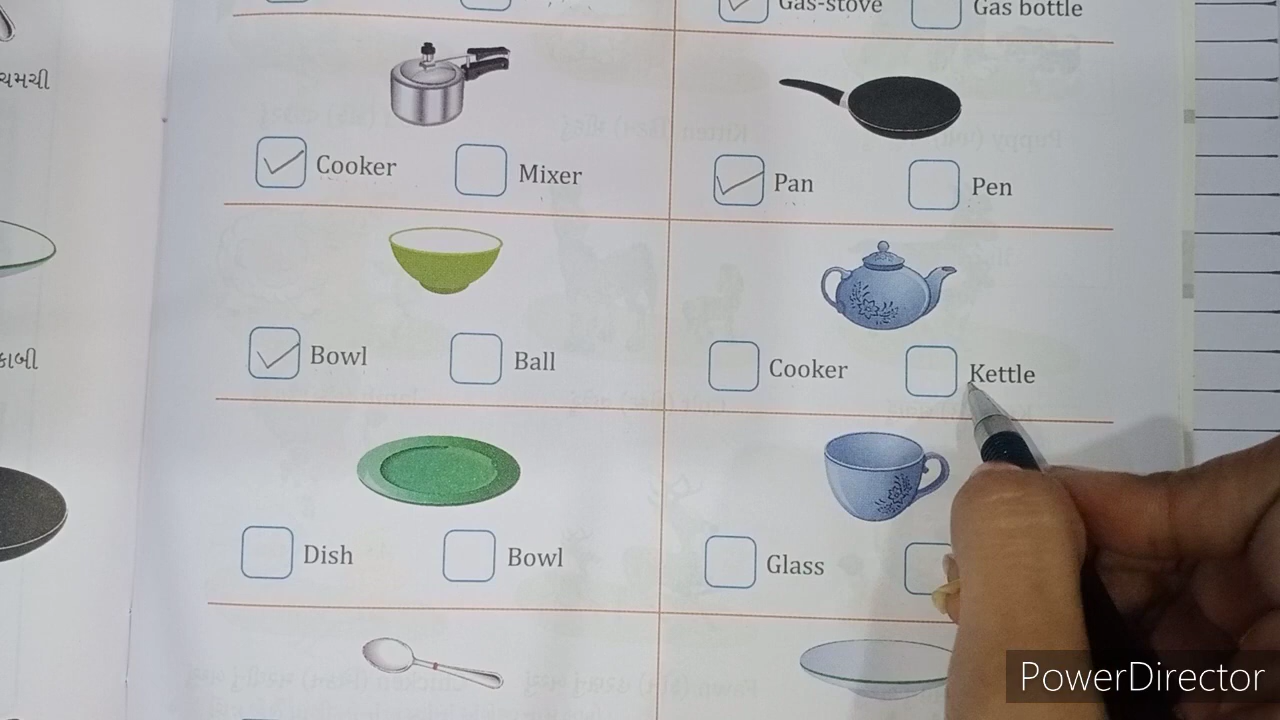 Gas-stove Gas bottle
ચમચી
Cooker Mixer
Pan Pen
Bowl Ball
Cooker Kettle
કાબી
Dish Bowl
Glass
PowerDirector